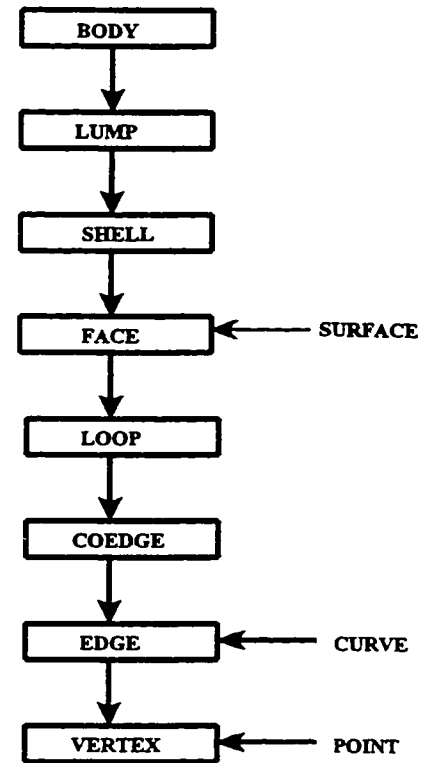 BODY
LUMP
SHELL
FACE
SURFACE
LOOP
COEDGE
EDGE
CURVE
VERTEX
POINT